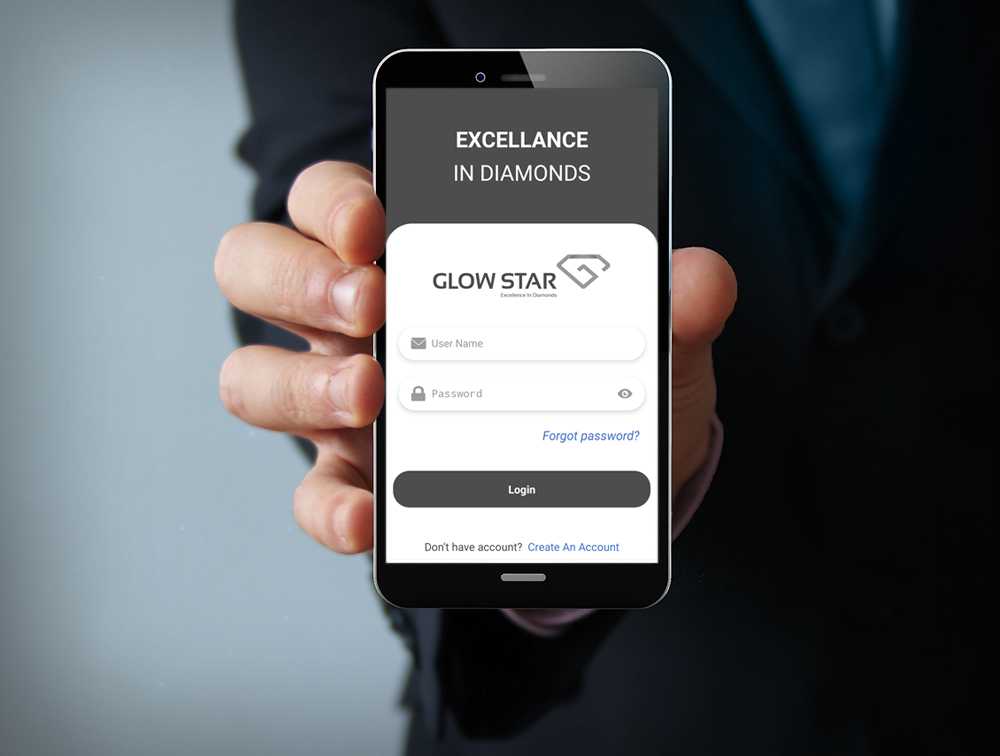 EXCELLANCE
IN DIAMONDS
GLOW STAR
Excellence In Diamonds
User Name
Password
Forgot password?
Login
Don't have account? Create An Account